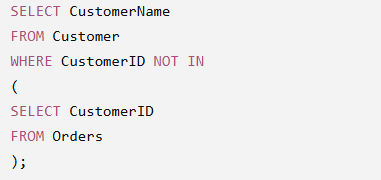 SELECT CustomerName
FROM Customer
WHERE CustomerID NOT IN
(
SELECT CustomerID
FROM Orders
);